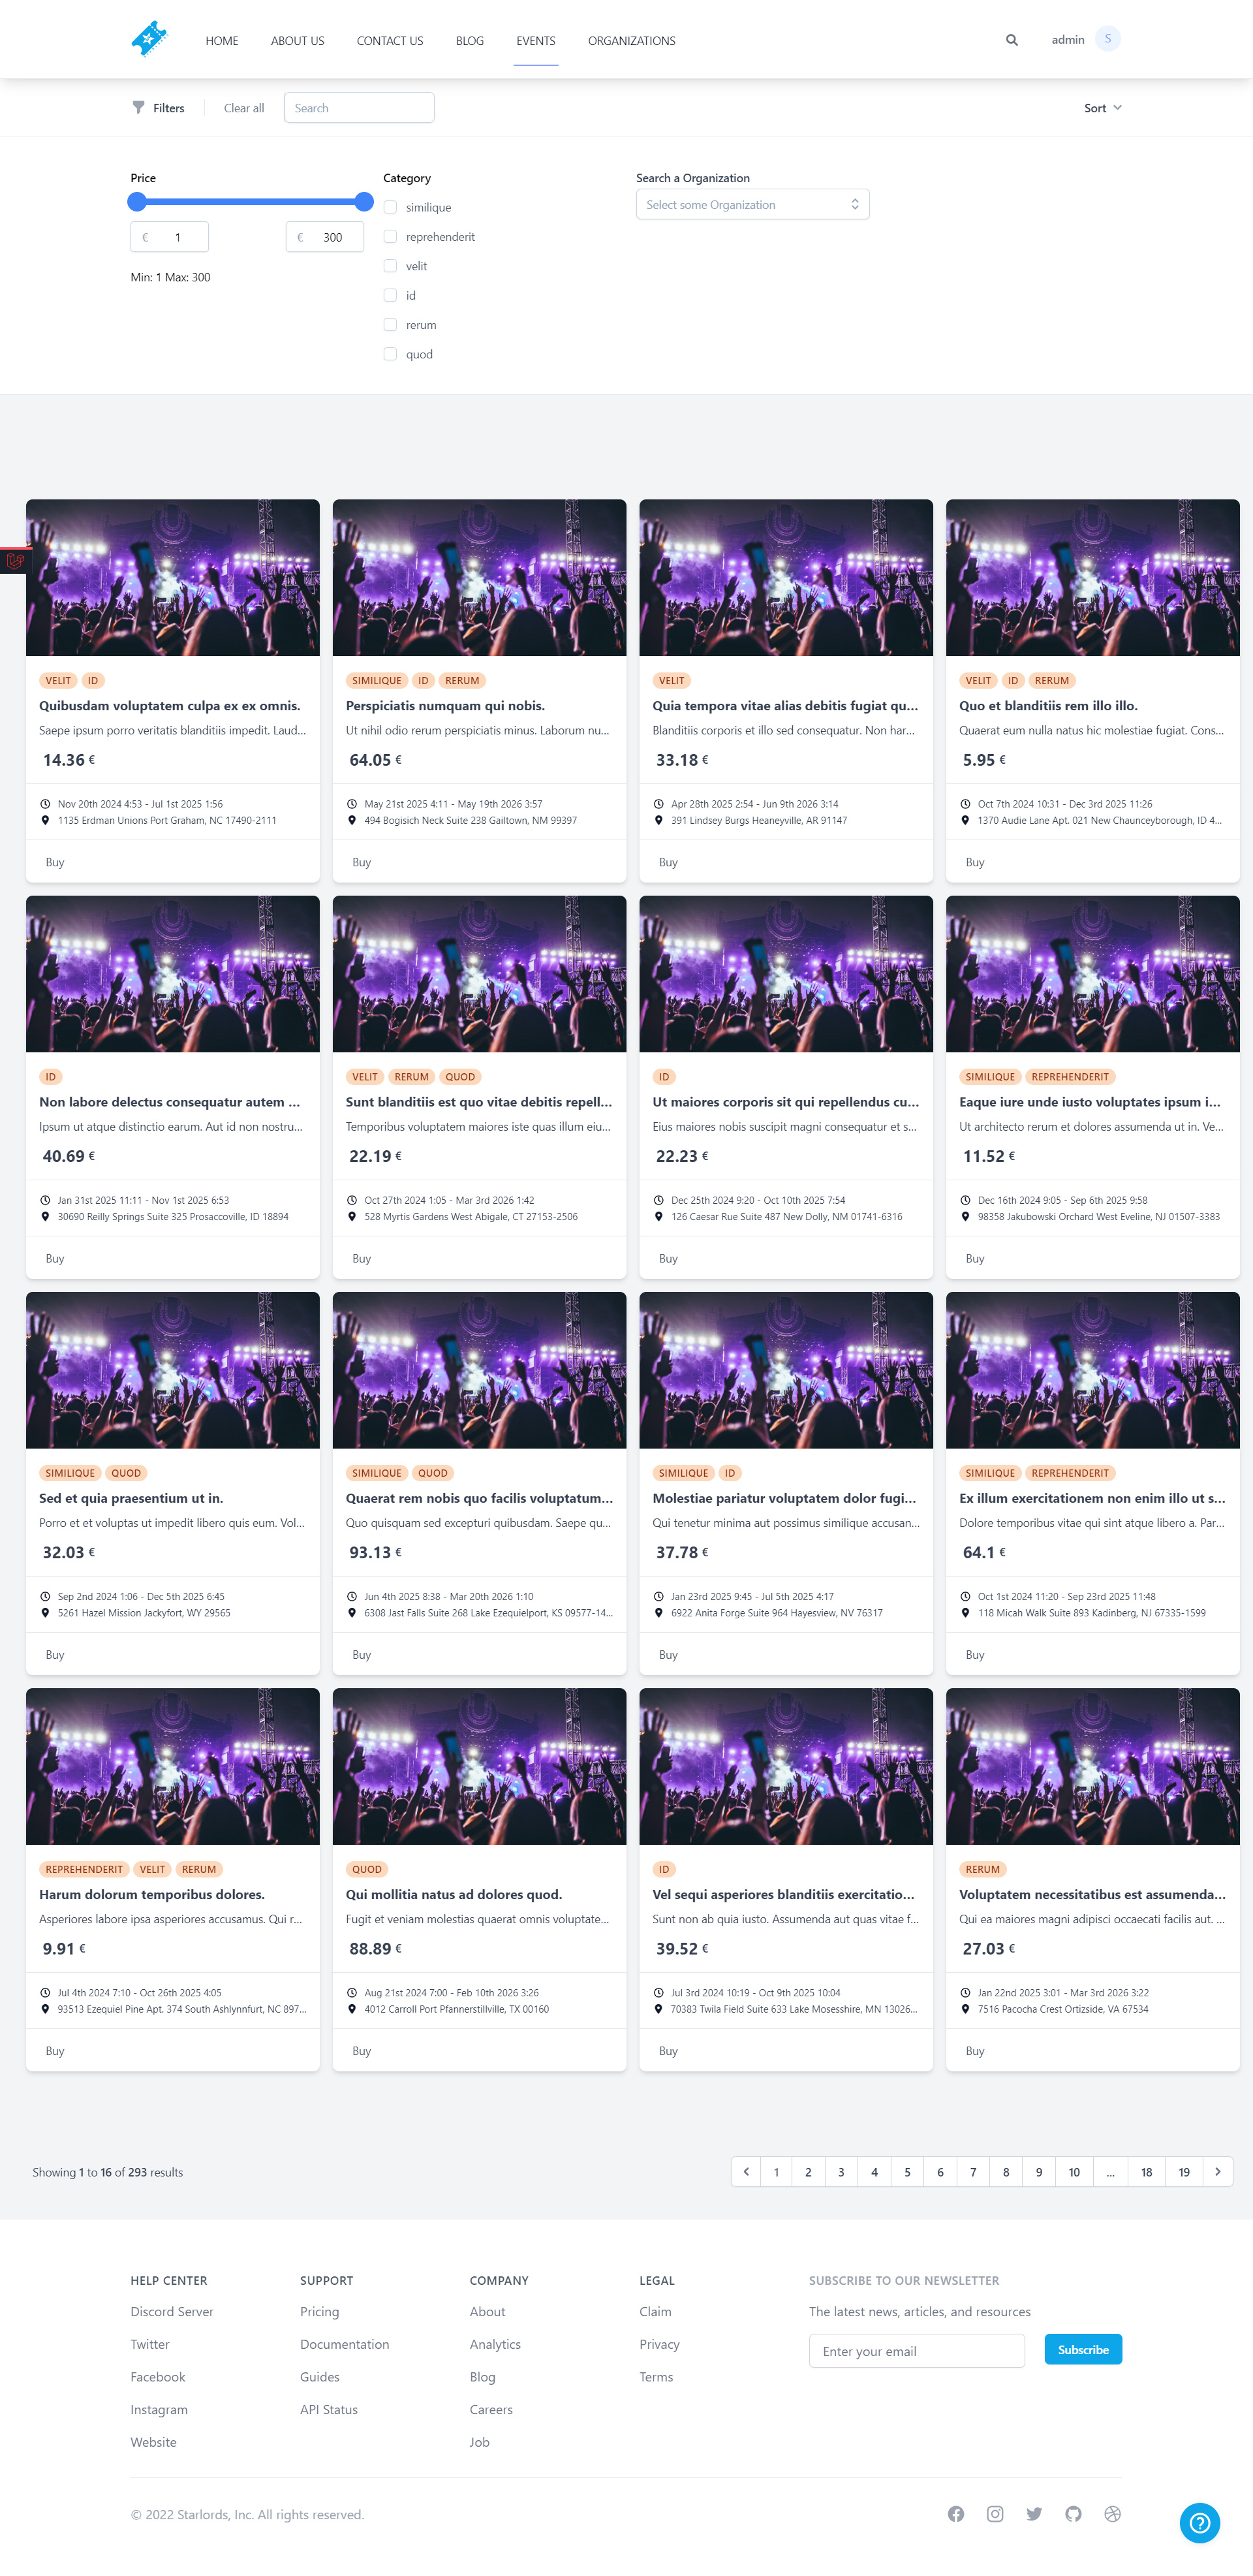 HOME ABOUT US CONTACT US BLOG EVENTS ORGANIZATIONS admin S
Filters Clear all Search Sort
Price Category Search a Organization
similique Select some Organization
€ 1 € 300 reprehenderit
velit
Min: 1 Max: 300
id
rerum
quod
VELIT ID SIMILIQUE ID RERUM VELIT VELIT ID RERUM
Quibusdam voluptatem culpa ex ex omnis. Perspiciatis numquam qui nobis. Quia tempora vitae alias debitis fugiat qu... Quo et blanditiis rem illo illo.
Saepe ipsum porro veritatis blanditiis impedit. Laud... Ut nihil odio rerum perspiciatis minus. Laborum nu... Blanditiis corporis et illo sed consequatur. Non har... Quaerat eum nulla natus hic molestiae fugiat. Cons...
14.36 € 64.05 € 33.18 € 5.95 €
Nov 20th 2024 4:53 - Jul 1st 2025 1:56 May 21st 2025 4:11 - May 19th 2026 3:57 Apr 28th 2025 2:54 - Jun 9th 2026 3:14 Oct 7th 2024 10:31 - Dec 3rd 2025 11:26
1135 Erdman Unions Port Graham, NC 17490-2111 494 Bogisich Neck Suite 238 Gailtown, NM 99397 391 Lindsey Burgs Heaneyville, AR 91147 1370 Audie Lane Apt. 021 New Chaunceyborough, ID 4...
Buy Buy Buy Buy
ID VELIT RERUM QUOD ID SIMILIQUE REPREHENDERIT
Non labore delectus consequatur autem ... Sunt blanditiis est quo vitae debitis repell... Ut maiores corporis sit qui repellendus cu... Eaque iure unde iusto voluptates ipsum i...
Ipsum ut atque distinctio earum. Aut id non nostru... Temporibus voluptatem maiores iste quas illum eiu... Eius maiores nobis suscipit magni consequatur et s... Ut architecto rerum et dolores assumenda ut in. Ve...
40.69 € 22.19 € 22.23 € 11.52 €
Jan 31st 2025 11:11 - Nov 1st 2025 6:53 Oct 27th 2024 1:05 - Mar 3rd 2026 1:42 Dec 25th 2024 9:20 - Oct 10th 2025 7:54 Dec 16th 2024 9:05 - Sep 6th 2025 9:58
30690 Reilly Springs Suite 325 Prosaccoville, ID 18894 528 Myrtis Gardens West Abigale, CT 27153-2506 126 Caesar Rue Suite 487 New Dolly, NM 01741-6316 98358 Jakubowski Orchard West Eveline, NJ 01507-3383
Buy Buy Buy Buy
SIMILIQUE QUOD SIMILIQUE QUOD SIMILIQUE ID SIMILIQUE REPREHENDERIT
Sed et quia praesentium ut in. Quaerat rem nobis quo facilis voluptatum... Molestiae pariatur voluptatem dolor fugi... Ex illum exercitationem non enim illo ut s...
Porro et et voluptas ut impedit libero quis eum. Vol... Quo quisquam sed excepturi quibusdam. Saepe qu... Qui tenetur minima aut possimus similique accusan... Dolore temporibus vitae qui sint atque libero a. Par...
32.03 € 93.13 € 37.78 € 64.1 €
Sep 2nd 2024 1:06 - Dec 5th 2025 6:45 Jun 4th 2025 8:38 - Mar 20th 2026 1:10 Jan 23rd 2025 9:45 - Jul 5th 2025 4:17 Oct 1st 2024 11:20 - Sep 23rd 2025 11:48
5261 Hazel Mission Jackyfort, WY 29565 6308 Jast Falls Suite 268 Lake Ezequielport, KS 09577-14... 6922 Anita Forge Suite 964 Hayesview, NV 76317 118 Micah Walk Suite 893 Kadinberg, NJ 67335-1599
Buy Buy Buy Buy
REPREHENDERIT VELIT RERUM QUOD ID RERUM
Harum dolorum temporibus dolores. Qui mollitia natus ad dolores quod. Vel sequi asperiores blanditiis exercitatio... Voluptatem necessitatibus est assumenda...
Asperiores labore ipsa asperiores accusamus. Qui r... Fugit et veniam molestias quaerat omnis voluptate... Sunt non ab quia iusto. Assumenda aut quas vitae f... Qui ea maiores magni adipisci occaecati facilis aut. ...
9.91 € 88.89 € 39.52 € 27.03 €
Jul 4th 2024 7:10 - Oct 26th 2025 4:05 Aug 21st 2024 7:00 - Feb 10th 2026 3:26 Jul 3rd 2024 10:19 - Oct 9th 2025 10:04 Jan 22nd 2025 3:01 - Mar 3rd 2026 3:22
93513 Ezequiel Pine Apt. 374 South Ashlynnfurt, NC 897... 4012 Carroll Port Pfannerstillville, TX 00160 70383 Twila Field Suite 633 Lake Mosesshire, MN 13026... 7516 Pacocha Crest Ortizside, VA 67534
Buy Buy Buy Buy
Showing 1 to 16 of 293 results 1 2 3 4 5 6 7 8 9 10 ... 18 19
HELP CENTER SUPPORT COMPANY LEGAL SUBSCRIBE TO OUR NEWSLETTER
Discord Server Pricing About Claim The latest news, articles, and resources
Twitter Documentation Analytics Privacy Enter your email Subscribe
Facebook Guides Blog Terms
Instagram API Status Careers
Website Job
© 2022 Starlords, Inc. All rights reserved.